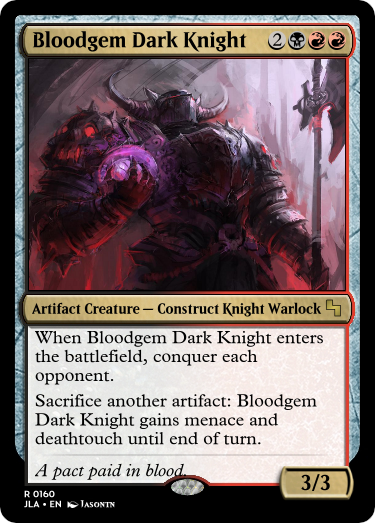 Bloodgem Dark Knight 2
Artifact Creature — Construct Knight Warlock
When Bloodgem Dark Knight enters
the battlefield, conquer each
opponent.
Sacrifice another artifact: Bloodgem
Dark Knight gains menace and
deathtouch until end of turn.
A pact paid in blood.
3/3
R 0160
JLA • EN Jasontn